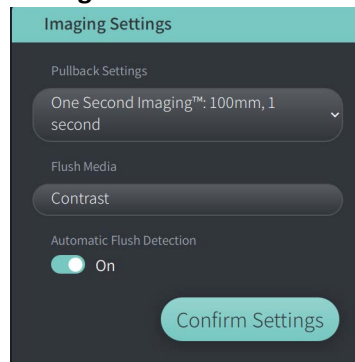 Imaging Settings
Pullback Settings
One Second Imaging™: 100mm, 1
second
Flush Media
Contrast
Automatic Flush Detection
On
Confirm Settings